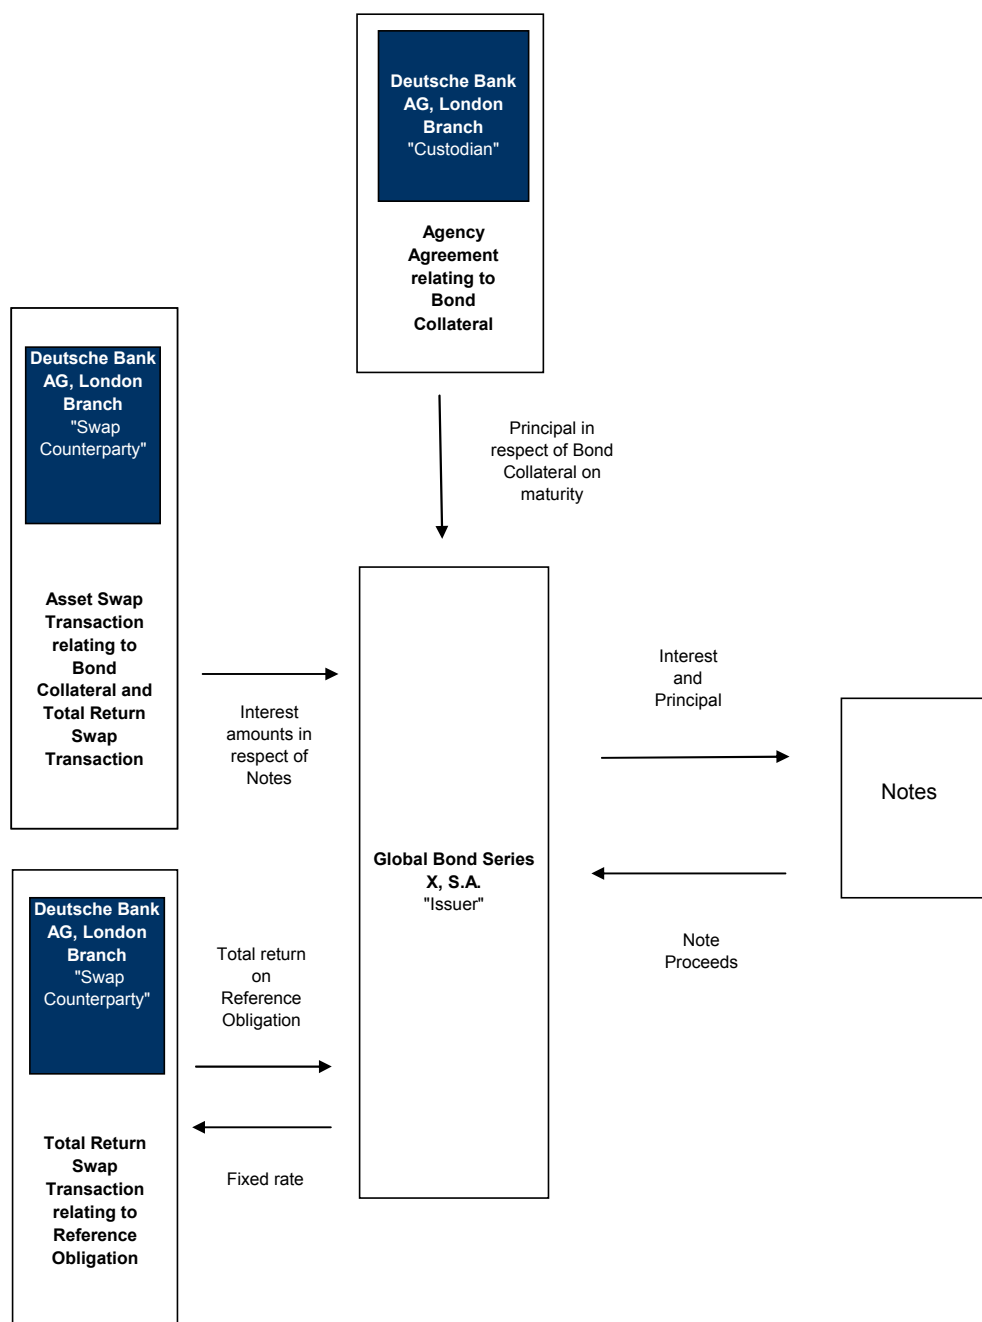 Deutsche Bank
AG, London
Branch
"Custodian"
Agency
Agreement
relating to
Bond
Collateral
Principal in
respect of Bond
Collateral on
maturity
Deutsche Bank
AG, London
Branch
"Swap
Counterparty"
Asset Swap
Transaction
relating to
Bond
Collateral and
Total Return
Swap
Transaction
Interest
amounts in
respect of
Notes
Global Bond Series
X, S.A.
"Issuer"
Interest
and
Principal
Notes
Note
Proceeds
Deutsche Bank
AG, London
Branch
"Swap
Counterparty"
Total return
on
Reference
Obligation
Fixed rate
Total Return
Swap
Transaction
relating to
Reference
Obligation